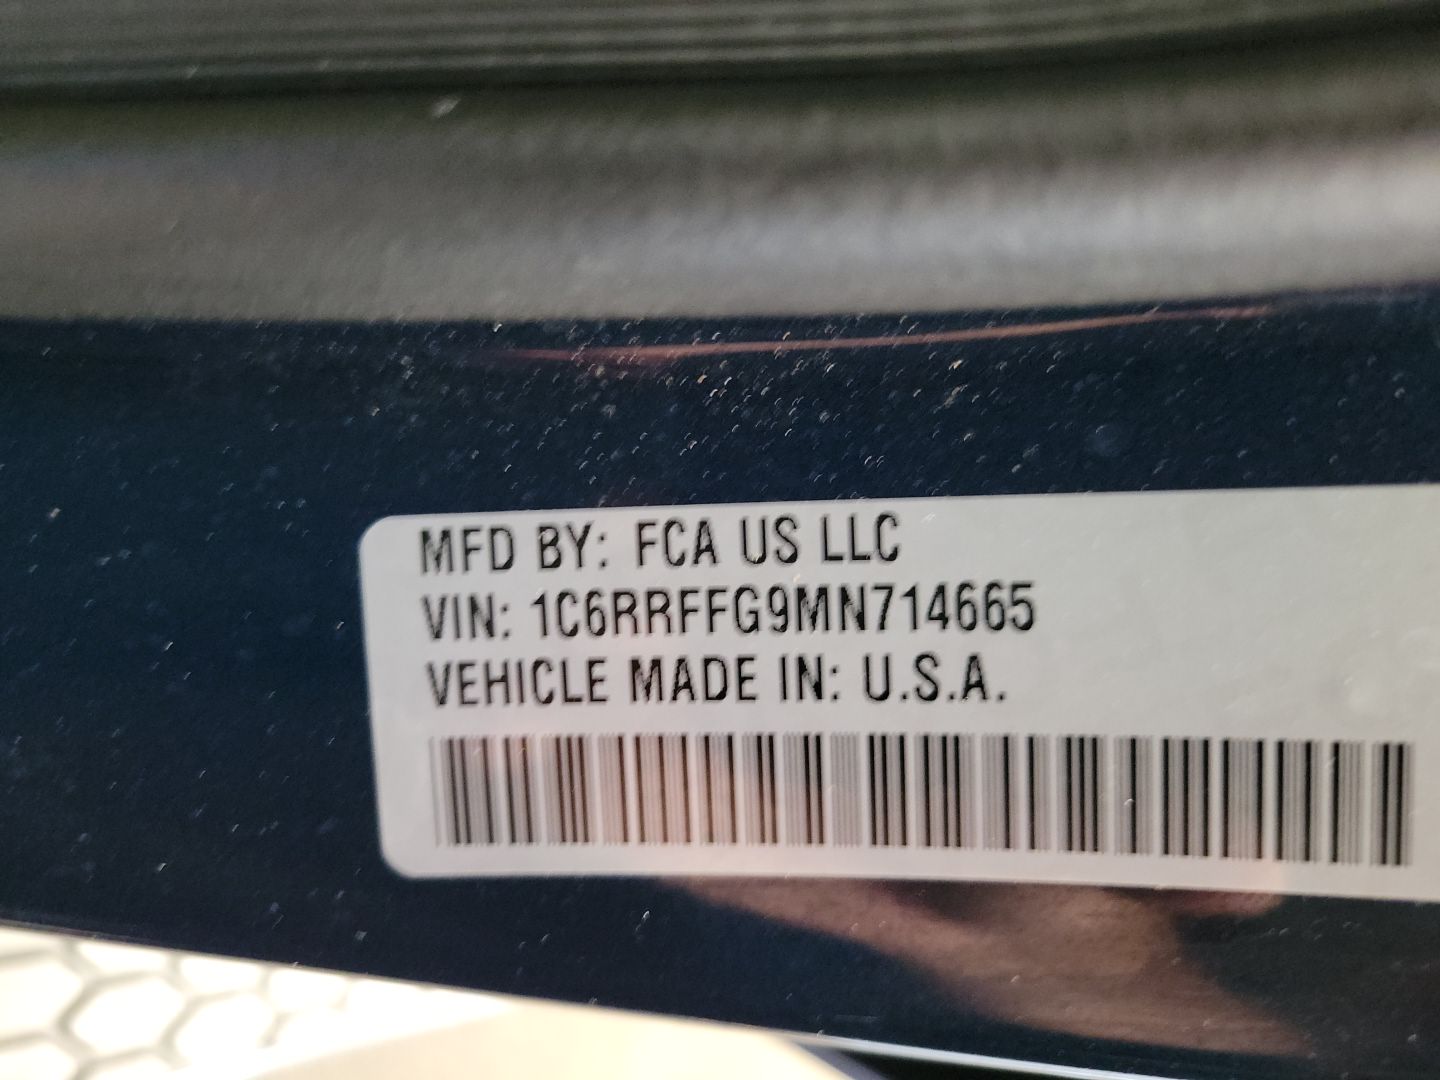 MFD BY: FCA US LLC
VIN: 1C6RRFFG9MN714665
VEHICLE MADE IN: U.S.A.